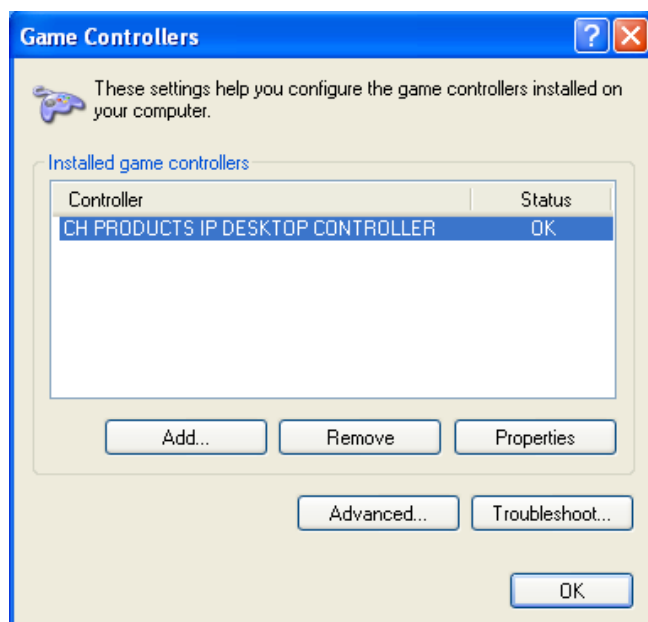 Game Controllers
These settings help you configure the game controllers installed on
your computer.
Installed game controllers
Controller Status
CH PRODUCTS IP DESKTOP CONTROLLER OK
Add... Remove Properties
Advanced... Troubleshoot...
OK